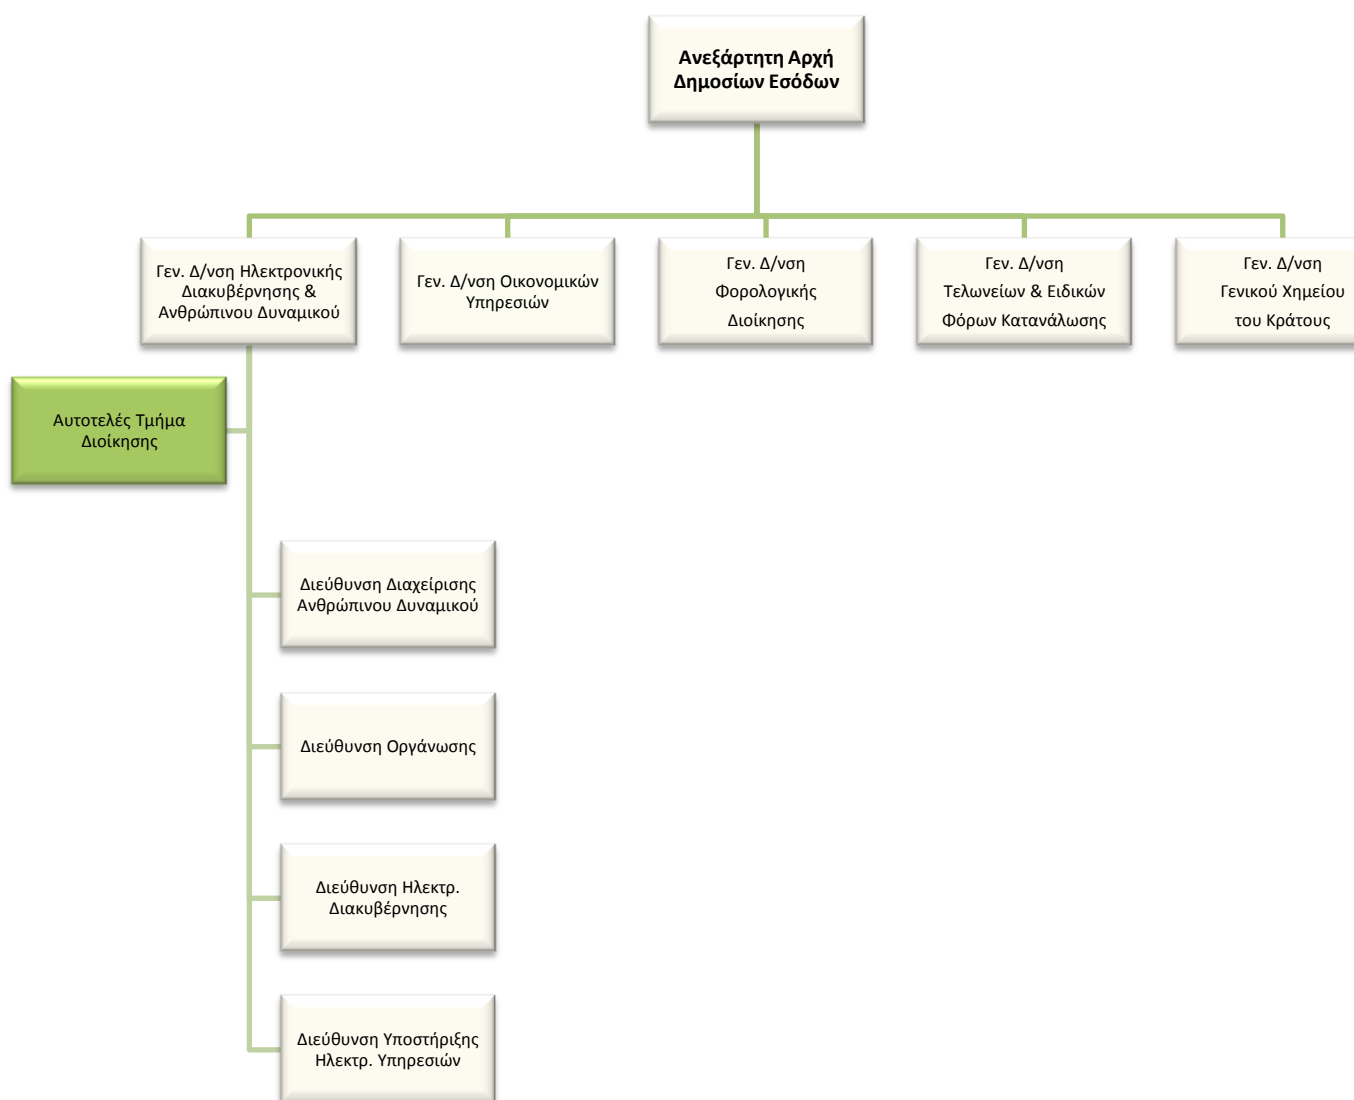 Ανεξάρτητη Αρχή
Δημοσίων Εσόδων
Γεν. Δ/νση Ηλεκτρονικής
Διακυβέρνησης &
Ανθρώπινου Δυναμικού
Γεν. Δ/νση Οικονομικών
Υπηρεσιών
Γεν. Δ/νση
Φορολογικής
Διοίκησης
Γεν. Δ/νση
Τελωνείων & Ειδικών
Φόρων Κατανάλωσης
Γεν. Δ/νση
Γενικού Χημείου
του Κράτους
Αυτοτελές Τμήμα
Διοίκησης
Διεύθυνση Διαχείρισης
Ανθρώπινου Δυναμικού
Διεύθυνση Οργάνωσης
Διεύθυνση Ηλεκτρ.
Διακυβέρνησης
Διεύθυνση Υποστήριξης
Ηλεκτρ. Υπηρεσιών